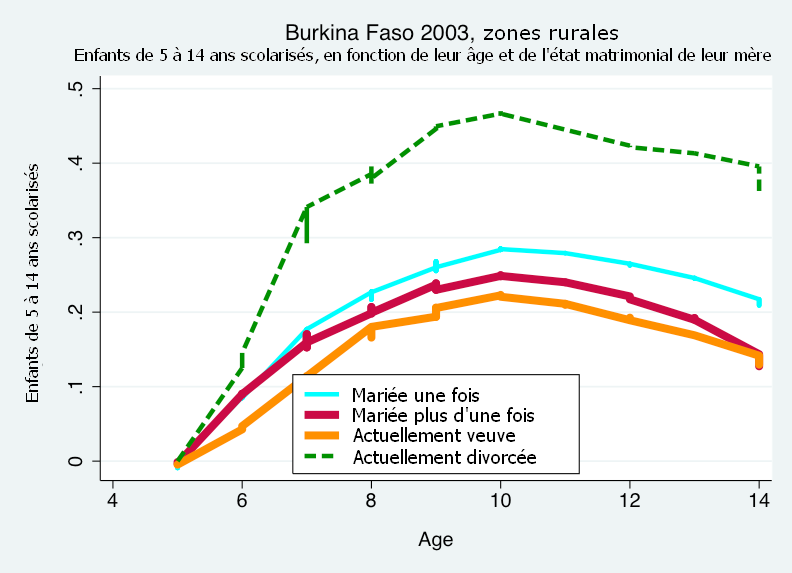 Burkina Faso 2003, zones rurales
Enfants de 5 à 14 ans scolarisés, en fonction de leur âge et de l'état matrimonial de leur mère
Enfants de 5 à 14 ans scolarisés
.5
.4
.3
.2
.1
0
Mariée une fois
Mariée plus d'une fois
Actuellement veuve
Actuellement divorcée
4 6 8 10 12 14
Age